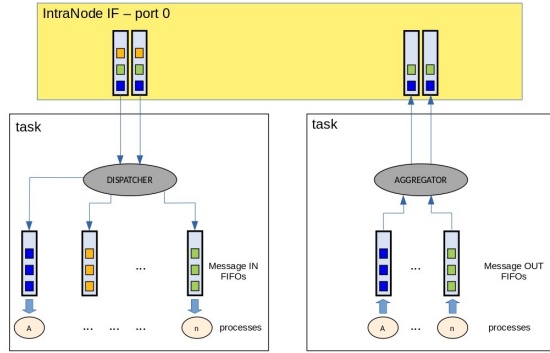 IntraNode IF – port 0
task
DISPATCHER
...
Message IN
FIFOs
A
... ... ...
n
processes
task
AGGREGATOR
...
Message OUT
FIFOs
A
...
n
processes